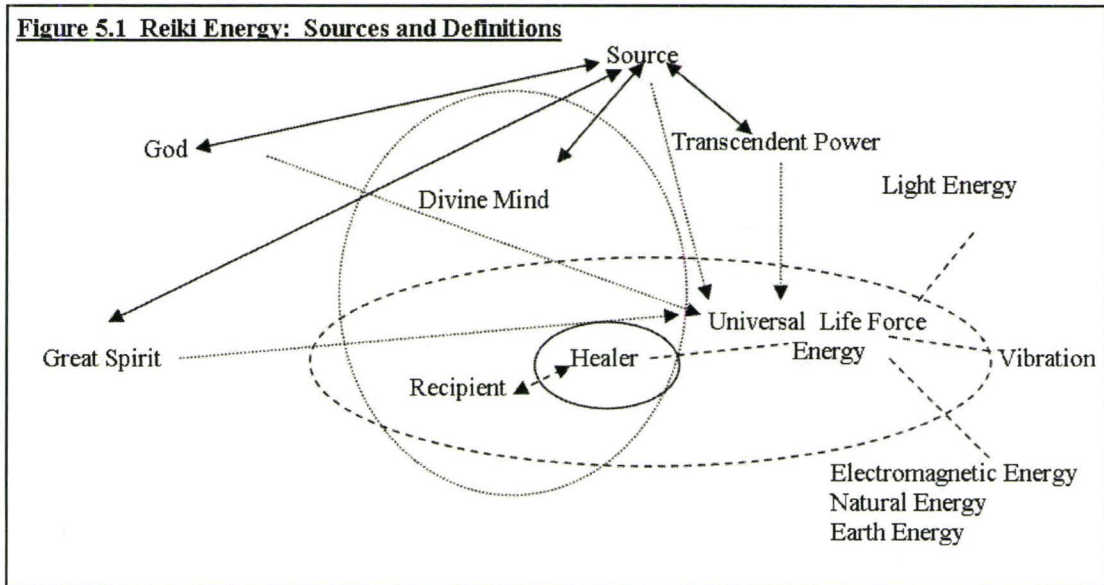 Figure 5.1 Reiki Energy: Sources and Definitions
Source
God
Transcendent Power
Light Energy
Divine Mind
Universal Life Force
Energy
Great Spirit
Healer
Vibration
Recipient
Electromagnetic Energy
Natural Energy
Earth Energy